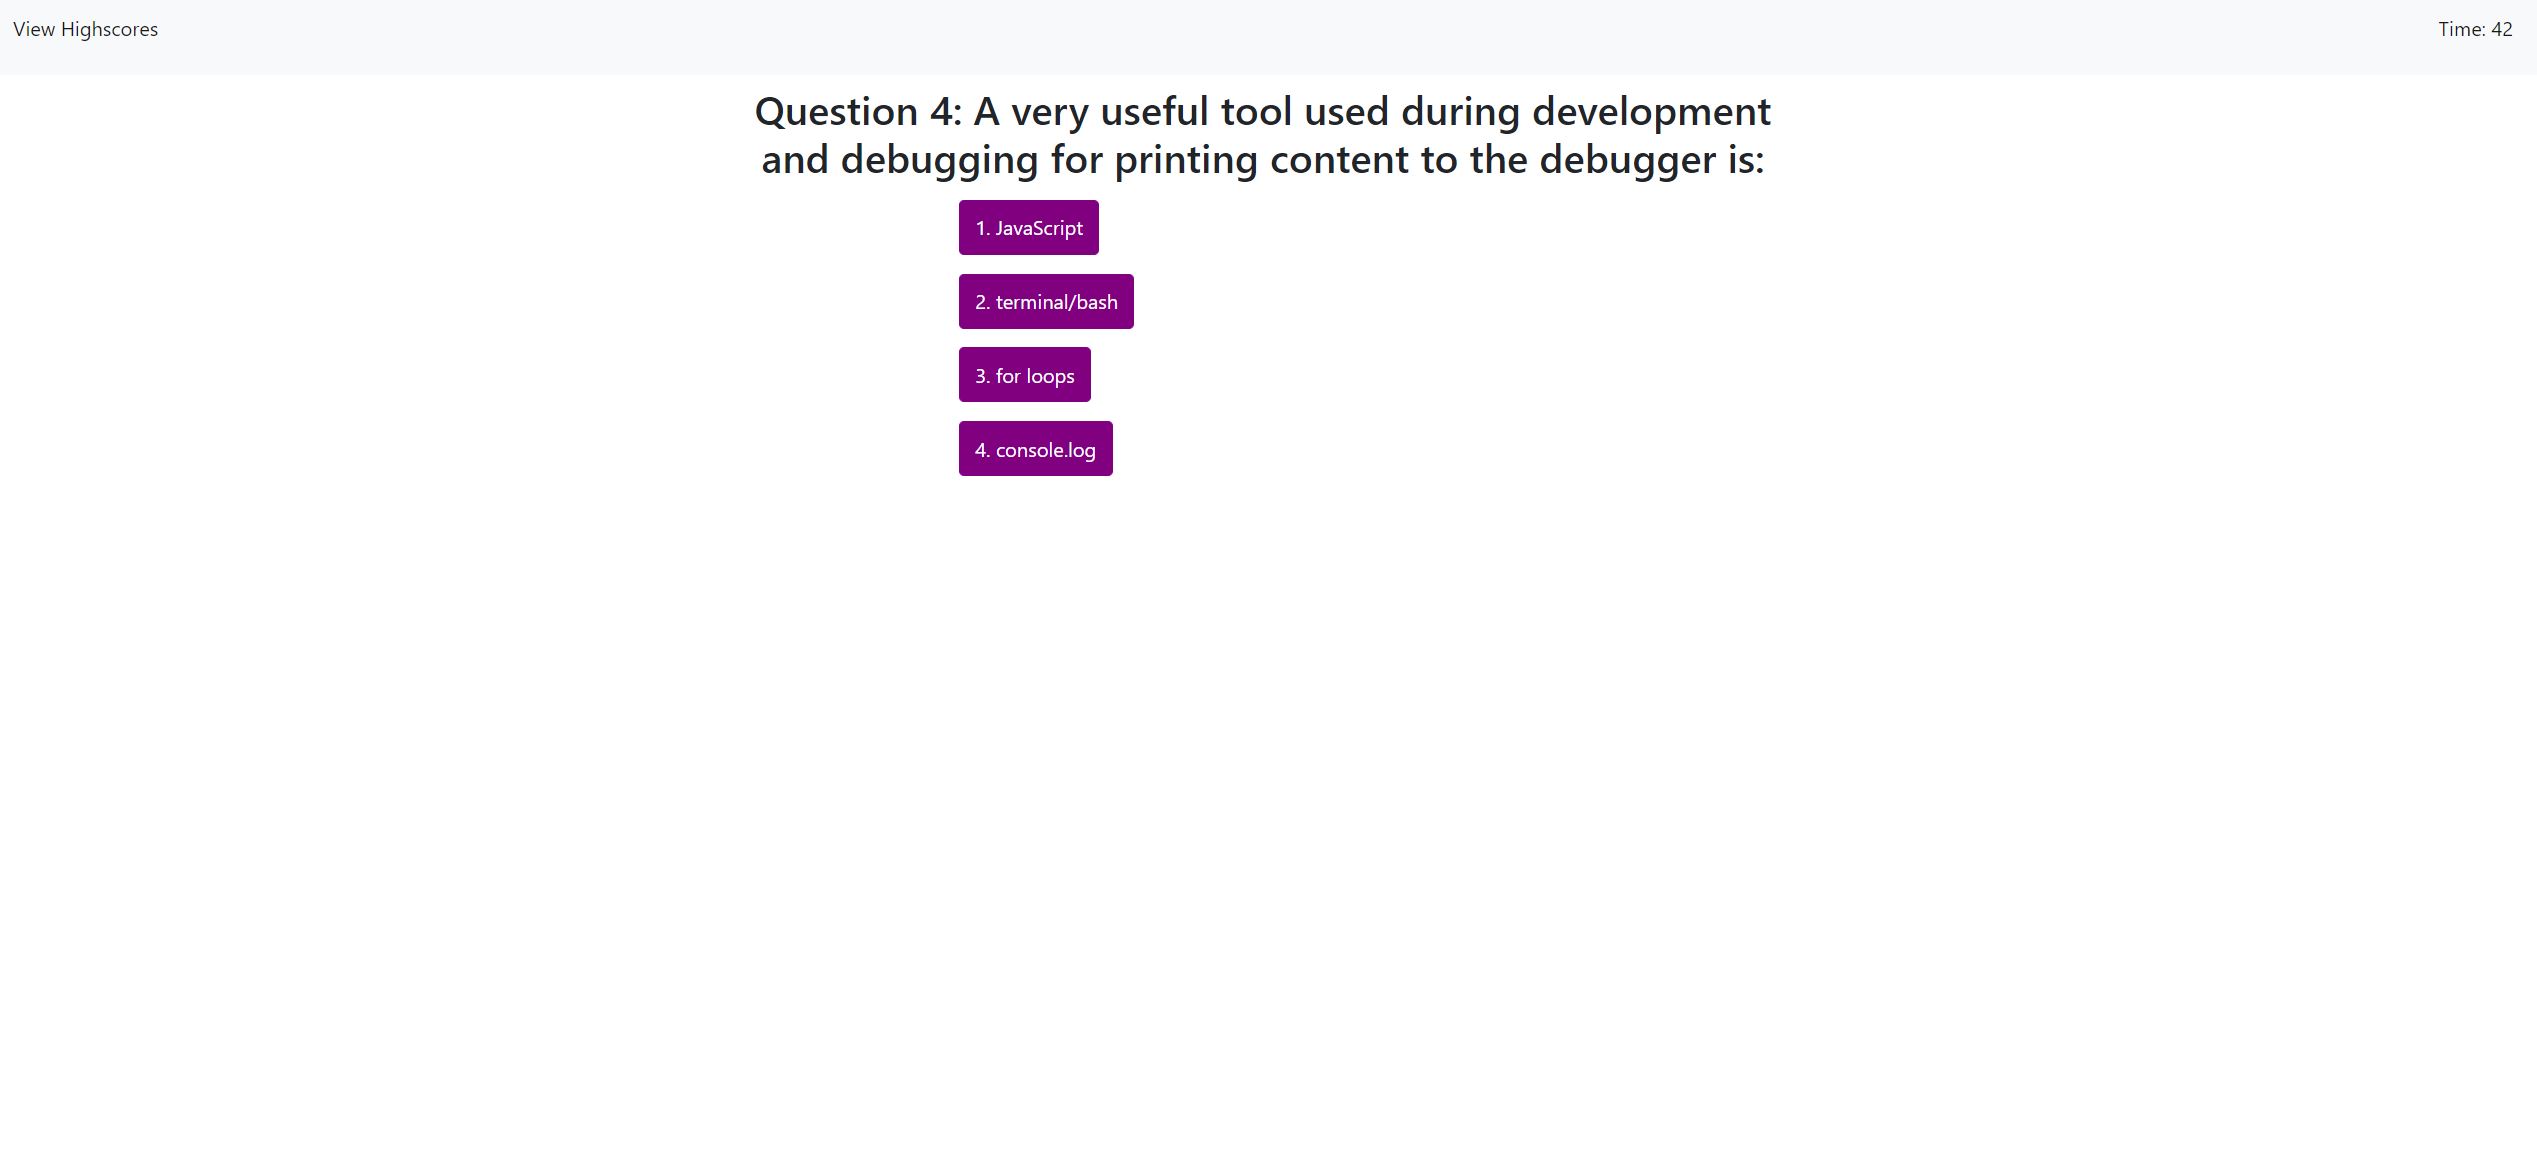 View Highscores
Time: 42
Question 4: A very useful tool used during development
and debugging for printing content to the debugger is:
1. JavaScript
2. terminal/bash
3. for loops
4. console.log